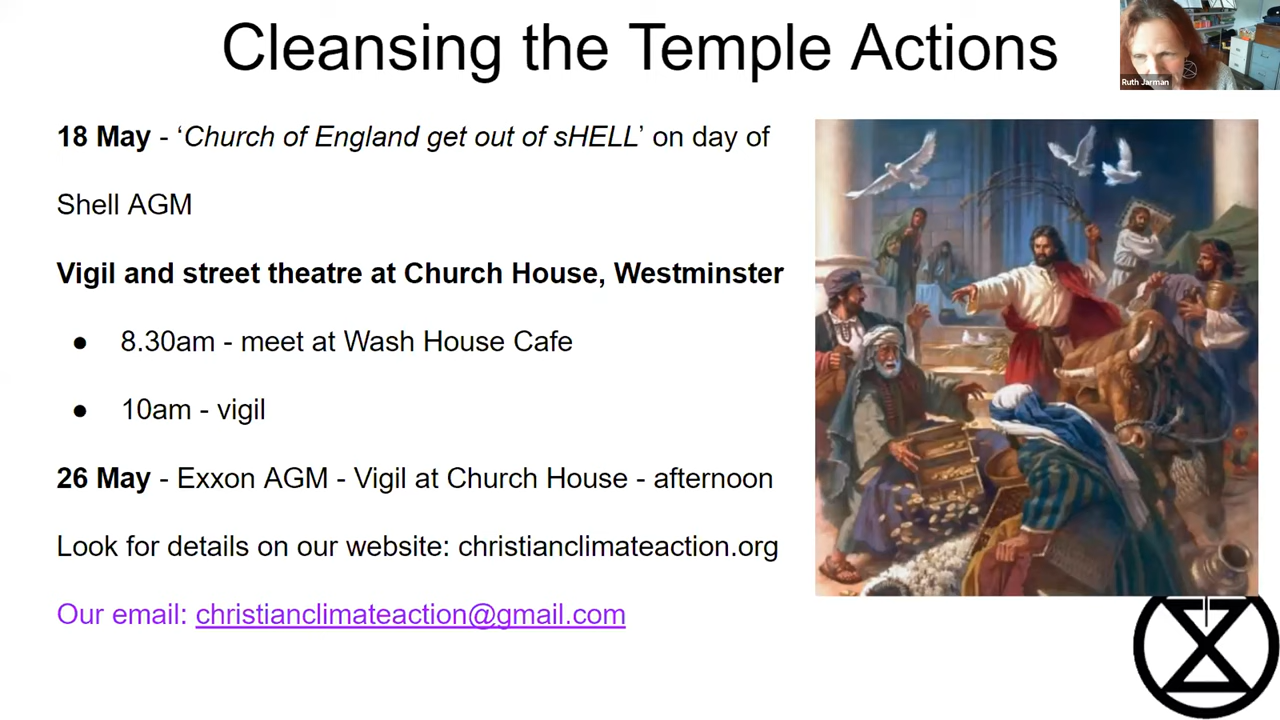 Cleansing the Temple Actions
Ruth Jarman
18 May - ‘Church of England get out of sHELL’ on day of
Shell AGM
Vigil and street theatre at Church House, Westminster
● 8.30am - meet at Wash House Cafe
● 10am - vigil
26 May - Exxon AGM - Vigil at Church House - afternoon
Look for details on our website: christianclimateaction.org
Our email: christianclimateaction@gmail.com